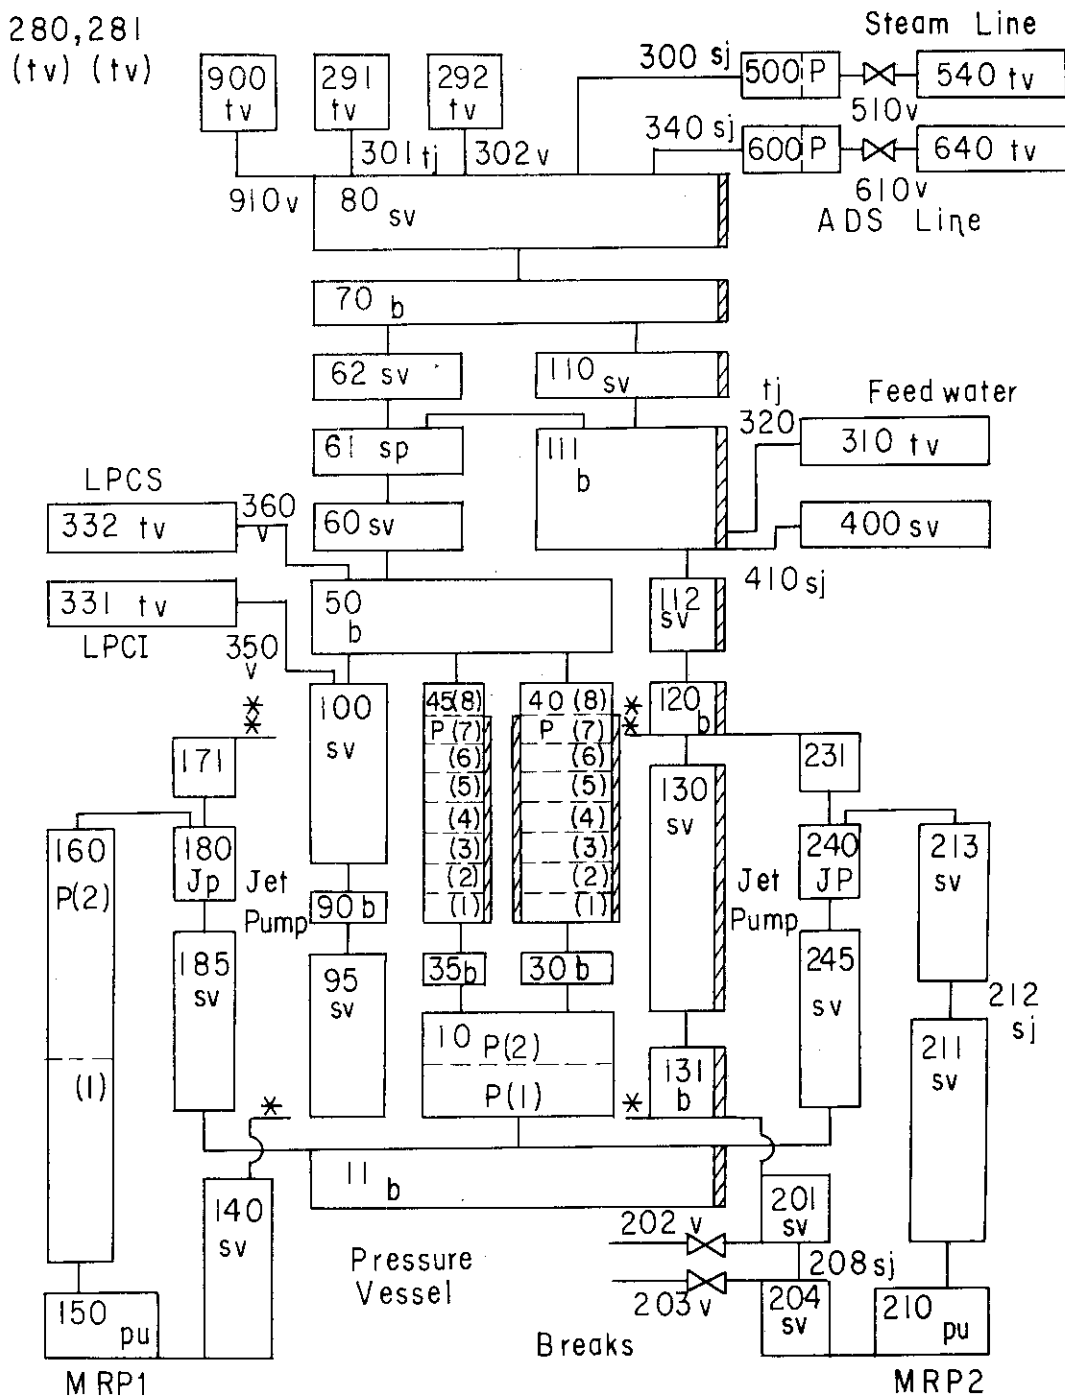 280,281
(tv) (tv)
900
tv
291
tv
292
tv
300 sj
Steam Line
500 P
510v
540 tv
340 sj
600 P
610v
640 tv
ADS Line
301 tj
302v
910v
80 sv
70 b
62 sv
110 sv
61 sp
111
b
tj
320
Feedwater
310 tv
400 sv
410 sj
LPCS
332 tv
360
v
60 sv
331 tv
LPCI
350
v
50
b
112
sv
100
sv
45(8)
P(7)
(6)
(5)
(4)
(3)
(2)
(1)
40 (8)
P (7)
(6)
(5)
(4)
(3)
(2)
(1)
*
*
*
*
120
b
171
231
130
sv
160
P(2)
(1)
180
Jp
Jet
Pump
240
JP
Jet
Pump
213
sv
90 b
185
sv
95
sv
35b
30 b
245
sv
212
sj
10 P(2)
P(1)
211
sv
131
b
*
*
11
b
140
sv
201
sv
202 v
208 sj
Pressure
Vessel
203v
204
sv
150
pu
210
pu
Breaks
MRP1
MRP2